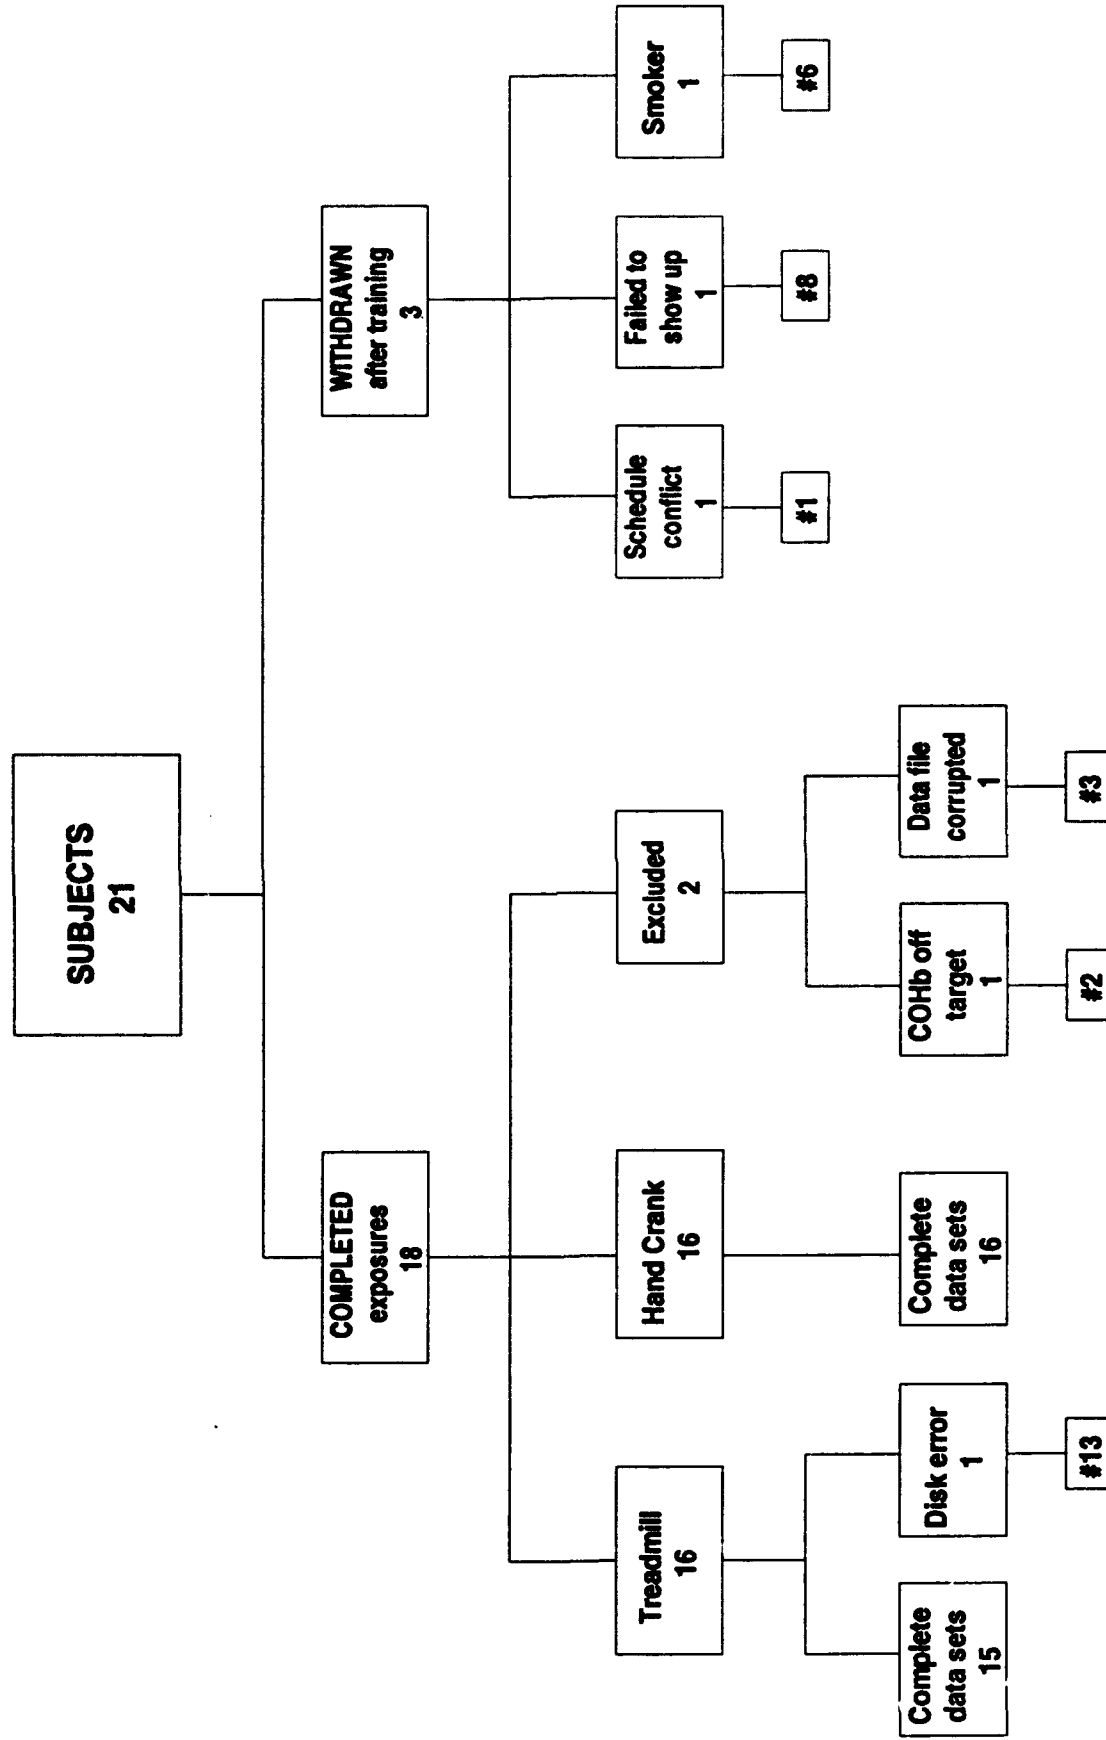 SUBJECTS
21
COMPLETED
exposures
18
WITHDRAWN
after training
3
Treadmill
16
Hand Crank
16
Excluded
2
Schedule
conflict
1
Failed to
show up
1
Smoker
1
#1
#8
#6
Complete
data sets
15
Disk error
1
Complete
data sets
16
COHb off
target
1
Data file
corrupted
1
#13
#2
#3